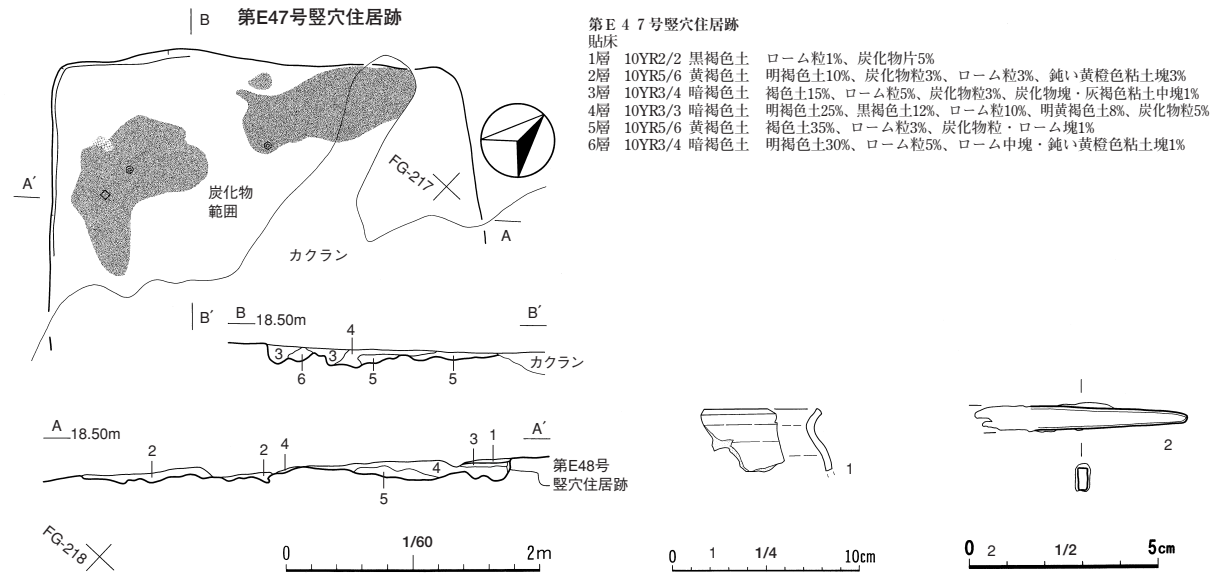 第E47号竪穴住居跡
B
A´
炭化物
範囲
カクラン
FG-217
A
B´
第Ｅ４７号竪穴住居跡
貼床
1層 10YR2/2 黒褐色土 ローム粒1%、炭化物片5%
2層 10YR5/6 黄褐色土 明褐色土10%、炭化物粒3%、ローム粒3%、鈍い黄橙色粘土塊3%
3層 10YR3/4 暗褐色土 褐色土15%、ローム粒5%、炭化物粒3%、炭化物塊・灰褐色粘土中塊1%
4層 10YR3/3 暗褐色土 明褐色土25%、黒褐色土12%、ローム粒10%、明黄褐色土8%、炭化物粒5%
5層 10YR5/6 黄褐色土 褐色土35%、ローム粒3%、炭化物粒・ローム塊1%
6層 10YR3/4 暗褐色土 明褐色土30%、ローム粒5%、ローム中塊・鈍い黄橙色粘土塊1%
B 18.50m B´
4
3 3
6 5 5
カクラン
A 18.50m A´
2 2 4 3 1
4
5
第E48号
竪穴住居跡
FG-218
0 1/60 2m
1
0 1 1/4 10cm
2
0 2 1/2 5cm